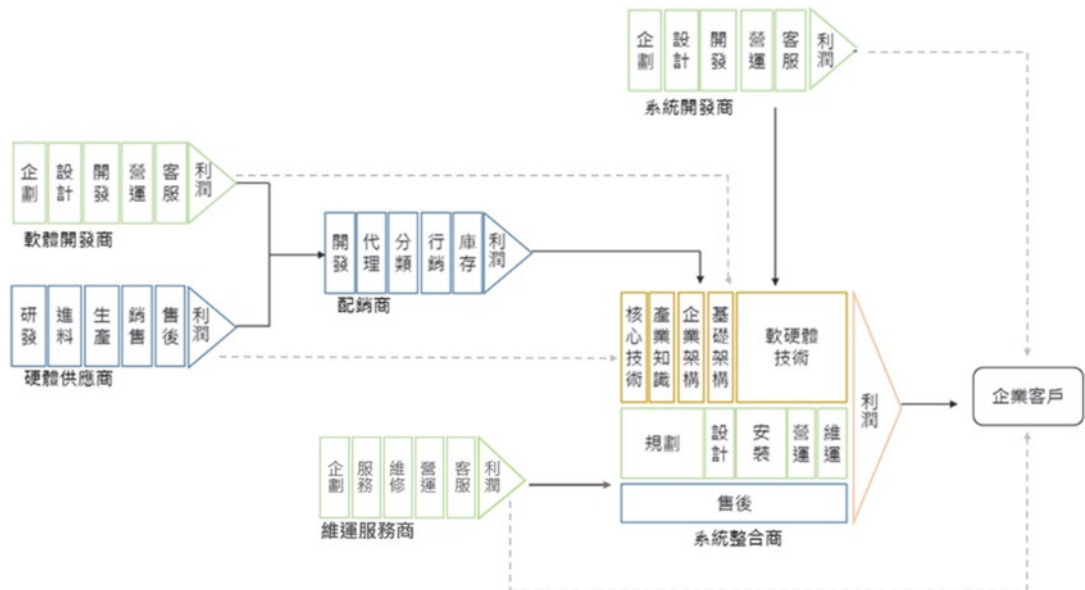 企劃
設計
開發
營運
客服
利潤
系統開發商
企劃
設計
開發
營運
客服
利潤
軟體開發商
開發
代理
分類
行銷
庫存
利潤
配銷商
研發
進料
生產
銷售
售後
利潤
硬體供應商
核心技術
產業知識
企業架構
基礎架構
軟硬體
技術
利潤
企業客戶
規劃
設計
安裝
營運
維運
售後
系統整合商
企劃
服務
維修
營運
客服
利潤
維運服務商